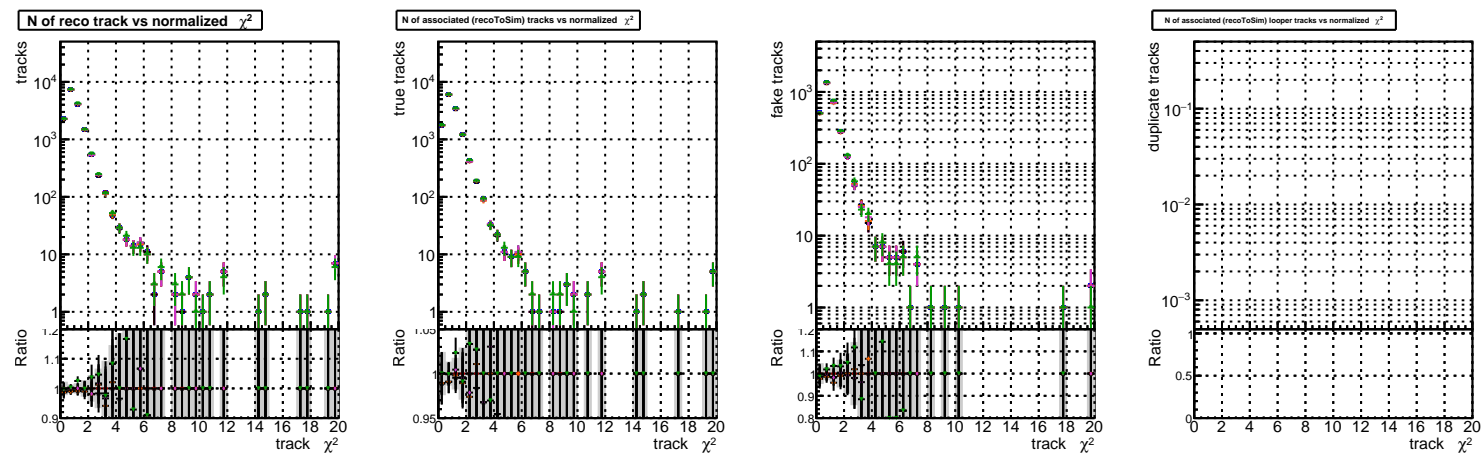 N of reco track vs normalized χ²
tracks
10⁴
10³
10²
10
1
Ratio
1.2
1.1
1
0.9
0 2 4 6 8 10 12 14 16 18 20
track χ²
N of associated (recoToSim) tracks vs normalized χ²
true tracks
10⁴
10³
10²
10
1
Ratio
1.05
1
0.95
0 2 4 6 8 10 12 14 16 18 20
track χ²
fake tracks
10³
10²
10
1
Ratio
1.1
1
0.9
0.8
0 2 4 6 8 10 12 14 16 18 20
track χ²
N of associated (recoToSim) looper tracks vs normalized χ²
duplicate tracks
10⁻¹
10⁻²
10⁻³
Ratio
1
0.5
0
0 2 4 6 8 10 12 14 16 18 20
track χ²